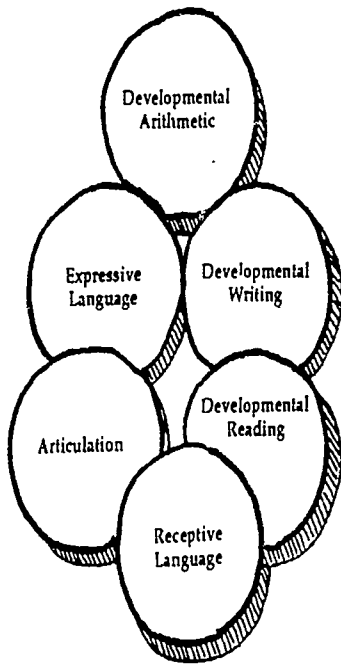 Developmental
Arithmetic
Expressive
Language
Developmental
Writing
Articulation
Developmental
Reading
Receptive
Language